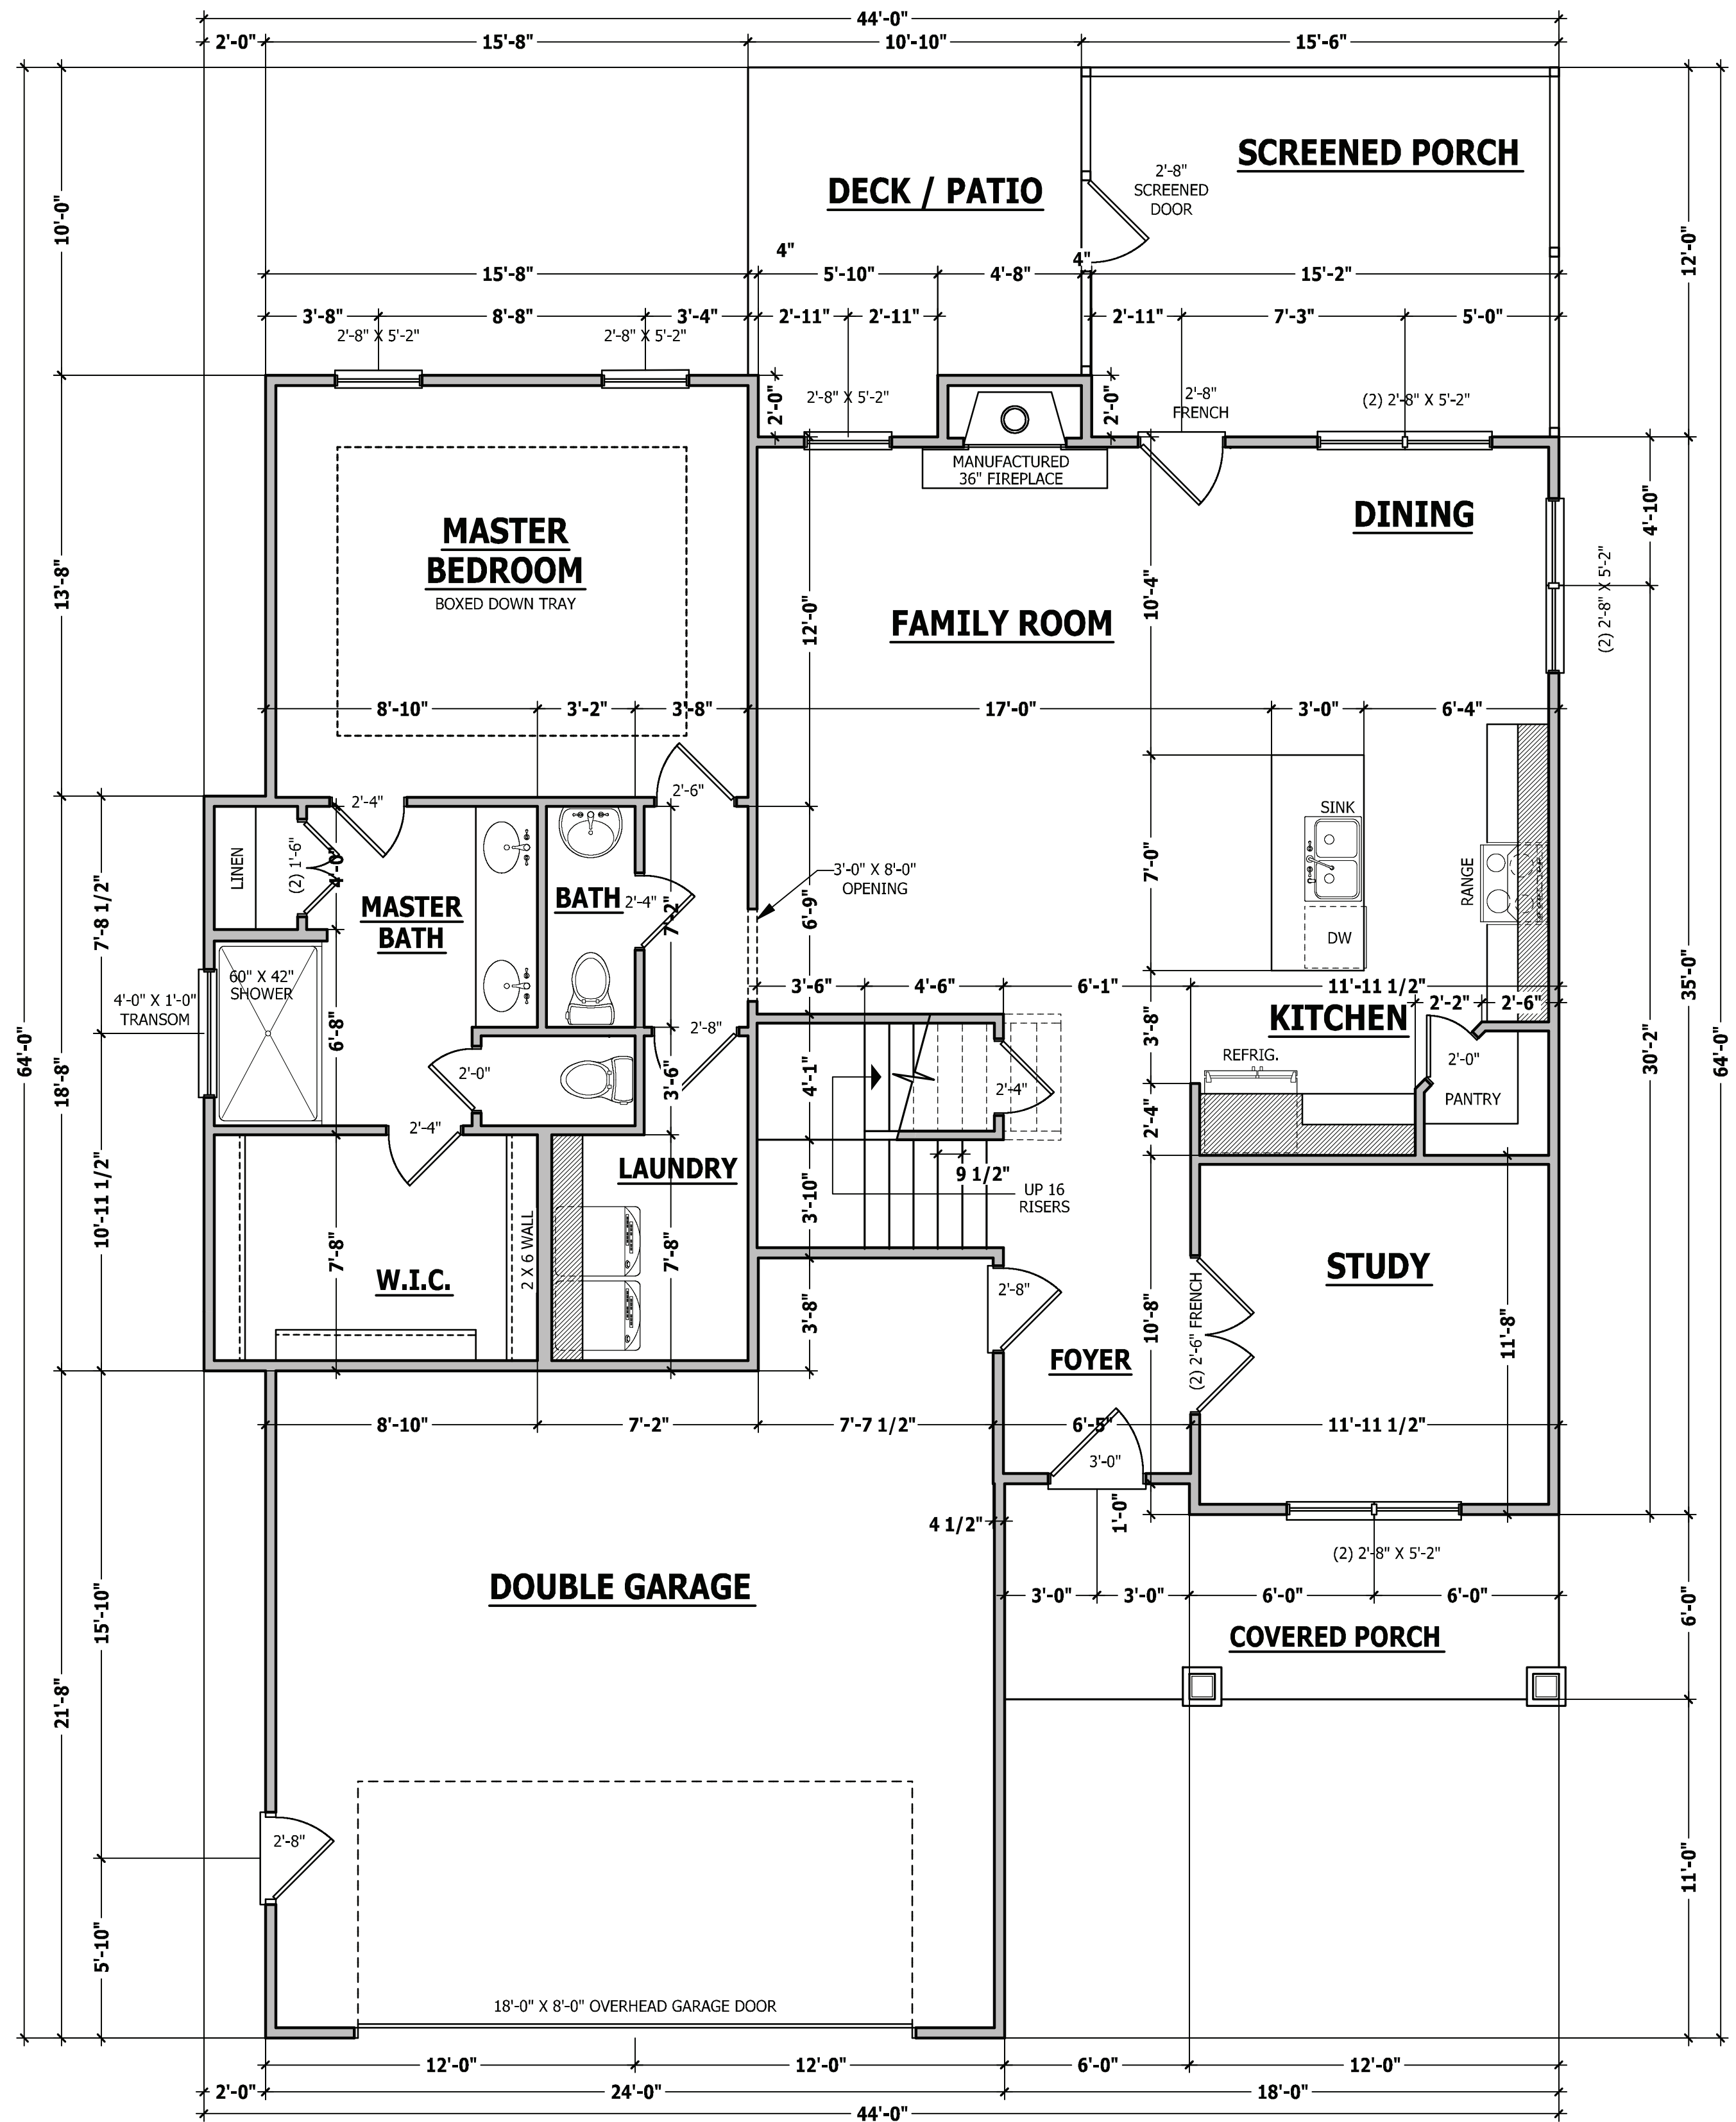 44'-0"
2'-0"
15'-8"
10'-10"
15'-6"
SCREENED PORCH
2'-8"
SCREENED
DOOR
DECK / PATIO
10'-0"
12'-0"
4"
4"
15'-8"
5'-10"
4'-8"
15'-2"
3'-8"
8'-8"
3'-4"
2'-11"
2'-11"
2'-11"
7'-3"
5'-0"
2'-8" X 5'-2"
2'-8" X 5'-2"
2'-0"
2'-8" X 5'-2"
2'-0"
2'-8"
FRENCH
(2) 2'-8" X 5'-2"
MANUFACTURED
36" FIREPLACE
4'-10"
DINING
MASTER
BEDROOM
BOXED DOWN TRAY
13'-8"
12'-0"
FAMILY ROOM
10'-4"
(2) 2'-8" X 5'-2"
8'-10"
3'-2"
3'-8"
17'-0"
3'-0"
6'-4"
2'-4"
2'-6"
SINK
LINEN
(2) 1'-6"
4'-0"
3'-0" X 8'-0"
OPENING
7'-0"
RANGE
7'-8 1/2"
MASTER
BATH
BATH
2'-4"
7'-2"
6'-9"
DW
35'-0"
60" X 42"
SHOWER
4'-0" X 1'-0"
TRANSOM
3'-6"
4'-6"
6'-1"
11'-11 1/2"
2'-2"
2'-6"
KITCHEN
6'-8"
2'-8"
3'-8"
64'-0"
18'-8"
2'-0"
3'-6"
4'-1"
2'-4"
REFRIG.
2'-0"
PANTRY
30'-2"
64'-0"
2'-4"
2'-4"
LAUNDRY
9 1/2"
UP 16
RISERS
3'-10"
10'-11 1/2"
7'-8"
W.I.C.
2 X 6 WALL
7'-8"
3'-8"
2'-8"
FOYER
10'-8"
(2) 2'-6" FRENCH
STUDY
11'-8"
8'-10"
7'-2"
7'-7 1/2"
6'-5"
11'-11 1/2"
3'-0"
4 1/2"
1'-0"
(2) 2'-8" X 5'-2"
DOUBLE GARAGE
3'-0"
3'-0"
6'-0"
6'-0"
6'-0"
15'-10"
COVERED PORCH
21'-8"
2'-8"
11'-0"
5'-10"
18'-0" X 8'-0" OVERHEAD GARAGE DOOR
12'-0"
12'-0"
6'-0"
12'-0"
2'-0"
24'-0"
18'-0"
44'-0"